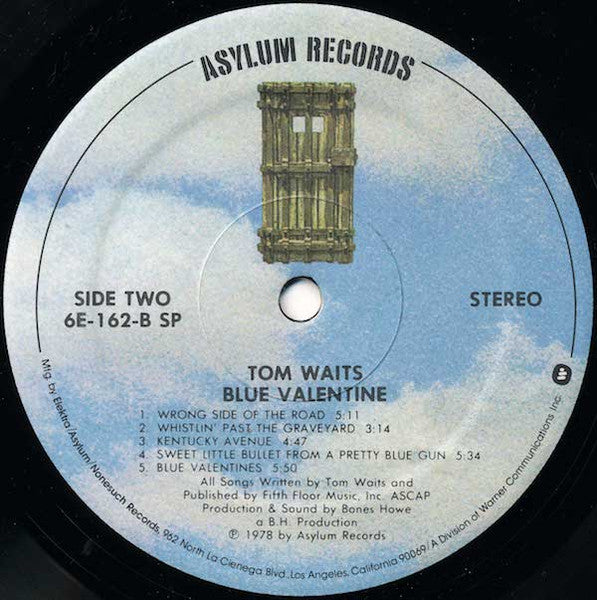 ASYLUM RECORDS
SIDE TWO
6E-162-B SP
STEREO
TOM WAITS
BLUE VALENTINE
1. WRONG SIDE OF THE ROAD 5:11
2. WHISTLIN' PAST THE GRAVEYARD 3:14
3. KENTUCKY AVENUE 4:47
4. SWEET LITTLE BULLET FROM A PRETTY BLUE GUN 5:34
5. BLUE VALENTINES 5:50
All Songs Written by Tom Waits and
Published by Fifth Floor Music, Inc. ASCAP
Production & Sound by Bones Howe
a B.H. Production
℗ 1978 by Asylum Records
Mfg. by Elektra/Asylum/Nonesuch Records, 962 North La Cienega Blvd., Los Angeles, California 90069/A Division of Warner Communications Inc.